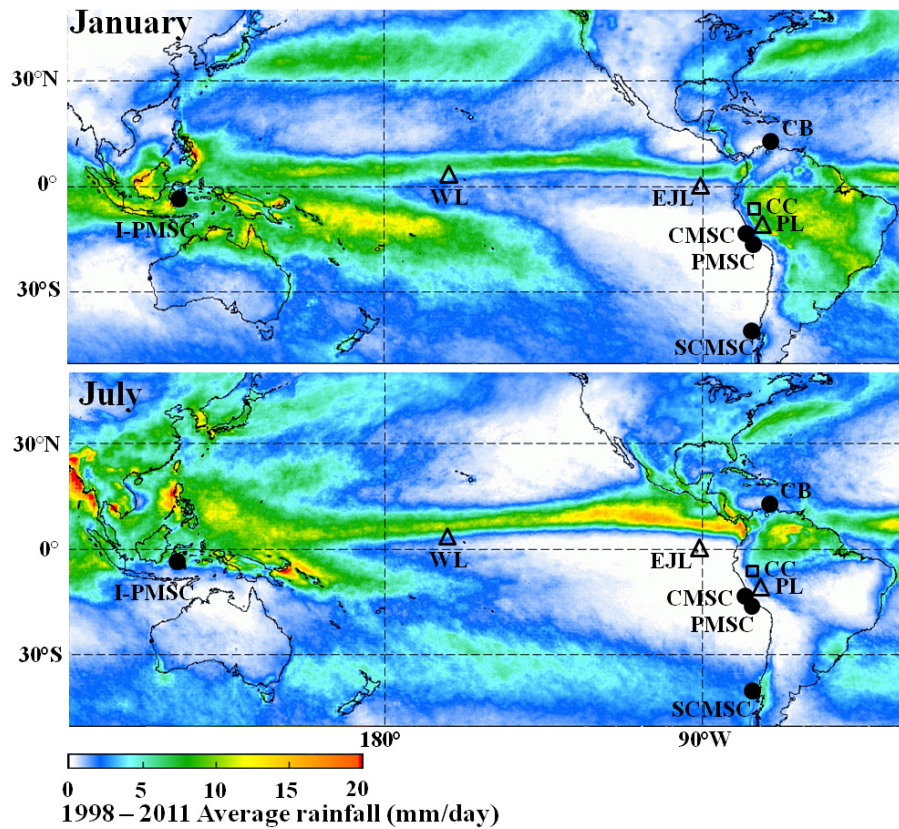 January
30°N
CB
0°
WL
EJL
CC
I-PMSC
CMSC
PL
PMSC
30°S
SCMSC
July
30°N
CB
0°
WL
EJL
CC
I-PMSC
CMSC
PL
PMSC
30°S
SCMSC
180° 90°W
0 5 10 15 20
1998 – 2011 Average rainfall (mm/day)